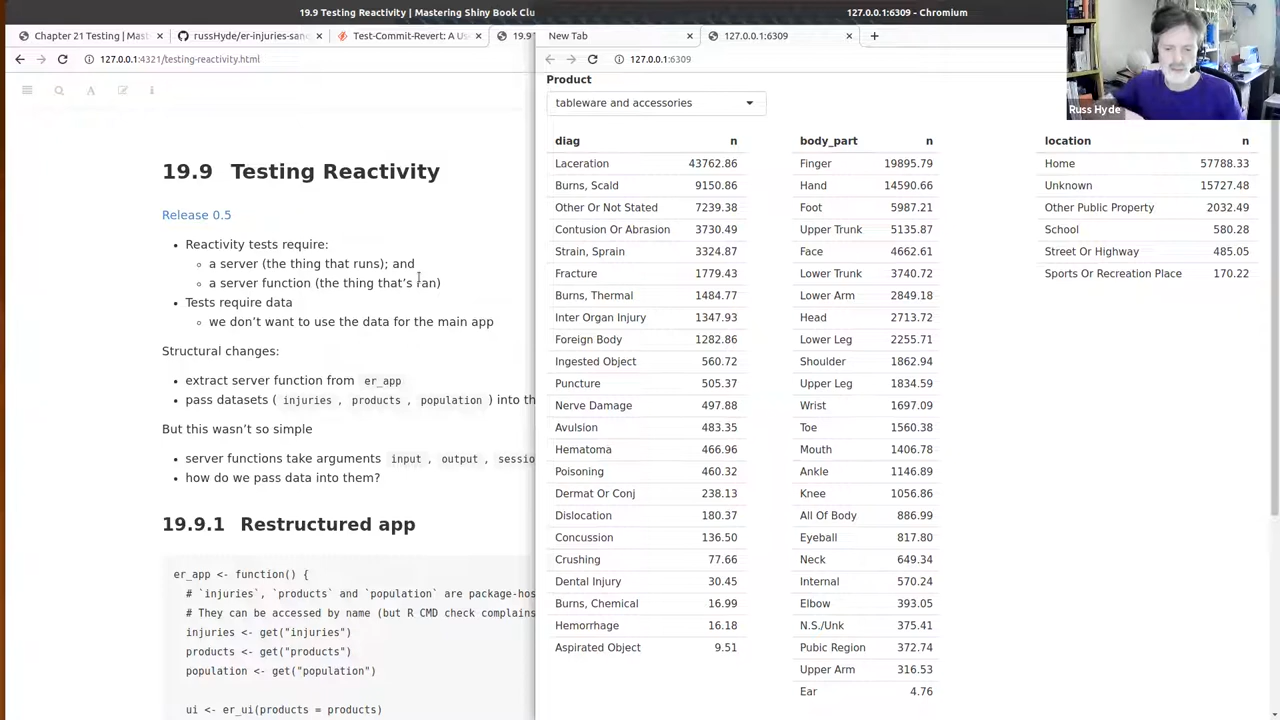 19.9 Testing Reactivity | Mastering Shiny Book Clu
127.0.0.1:6309 - Chromium
Chapter 21 Testing | Mast
russHyde/er-injuries-sand
Test-Commit-Revert: A Us
19.9
New Tab
127.0.0.1:6309
127.0.0.1:4321/testing-reactivity.html
127.0.0.1:6309
Russ Hyde
19.9 Testing Reactivity
Release 0.5
• Reactivity tests require:
◦ a server (the thing that runs); and
◦ a server function (the thing that's ran)
• Tests require data
◦ we don't want to use the data for the main app
Structural changes:
• extract server function from er_app
• pass datasets ( injuries , products , population ) into th
But this wasn't so simple
• server functions take arguments input , output , sessio
• how do we pass data into them?
19.9.1 Restructured app
er_app <- function() {
# `injuries`, `products` and `population` are package-hos
# They can be accessed by name (but R CMD check complains
injuries <- get("injuries")
products <- get("products")
population <- get("population")
ui <- er_ui(products = products)
Product
tableware and accessories
diag n
Laceration 43762.86
Burns, Scald 9150.86
Other Or Not Stated 7239.38
Contusion Or Abrasion 3730.49
Strain, Sprain 3324.87
Fracture 1779.43
Burns, Thermal 1484.77
Inter Organ Injury 1347.93
Foreign Body 1282.86
Ingested Object 560.72
Puncture 505.37
Nerve Damage 497.88
Avulsion 483.35
Hematoma 466.96
Poisoning 460.32
Dermat Or Conj 238.13
Dislocation 180.37
Concussion 136.50
Crushing 77.66
Dental Injury 30.45
Burns, Chemical 16.99
Hemorrhage 16.18
Aspirated Object 9.51
body_part n
Finger 19895.79
Hand 14590.66
Foot 5987.21
Upper Trunk 5135.87
Face 4662.61
Lower Trunk 3740.72
Lower Arm 2849.18
Head 2713.72
Lower Leg 2255.71
Shoulder 1862.94
Upper Leg 1834.59
Wrist 1697.09
Toe 1560.38
Mouth 1406.78
Ankle 1146.89
Knee 1056.86
All Of Body 886.99
Eyeball 817.80
Neck 649.34
Internal 570.24
Elbow 393.05
N.S./Unk 375.41
Pubic Region 372.74
Upper Arm 316.53
Ear 4.76
location n
Home 57788.33
Unknown 15727.48
Other Public Property 2032.49
School 580.28
Street Or Highway 485.05
Sports Or Recreation Place 170.22